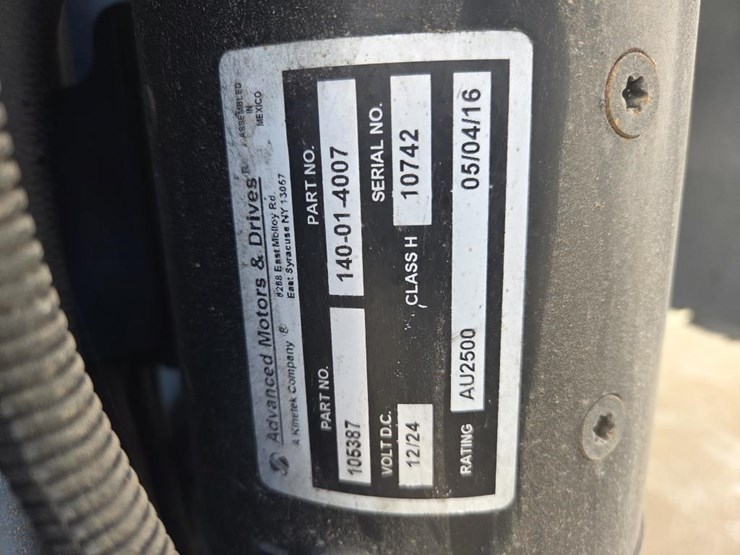 Advanced Motors & Drives®
A Kinetek Company ®
6268 East Molloy Rd.
East Syracuse NY 13057
ASSEMBLED
IN
MEXICO
PART NO.
PART NO.
105387
140-01-4007
VOLT D.C.
SERIAL NO.
12/24
CLASS H
10742
RATING
AU2500
05/04/16